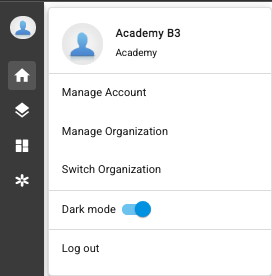 Academy B3
Academy
Manage Account
Manage Organization
Switch Organization
Dark mode
Log out